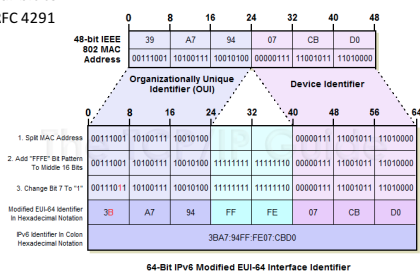 RFC 4291
0 8 16 24 32 40 48
48-bit IEEE
802 MAC
Address
39 A7 94 07 CB D0
00111001 10100111 10010100 00000111 11001011 11010000
Organizationally Unique
Identifier (OUI)
Device Identifier
0 8 16 24 32 40 48 56 64
1. Split MAC Address 00111001 10100111 10010100 00000111 11001011 11010000
2. Add "FFFE" Bit Pattern
To Middle 16 Bits
00111001 10100111 10010100 11111111 11111110 00000111 11001011 11010000
3. Change Bit 7 To "1" 00111011 10100111 10010100 11111111 11111110 00000111 11001011 11010000
Modified EUI-64 Identifier
In Hexadecimal Notation
3B A7 94 FF FE 07 CB D0
IPv6 Identifier In Colon
Hexadecimal Notation
3BA7:94FF:FE07:CBD0
64-Bit IPv6 Modified EUI-64 Interface Identifier